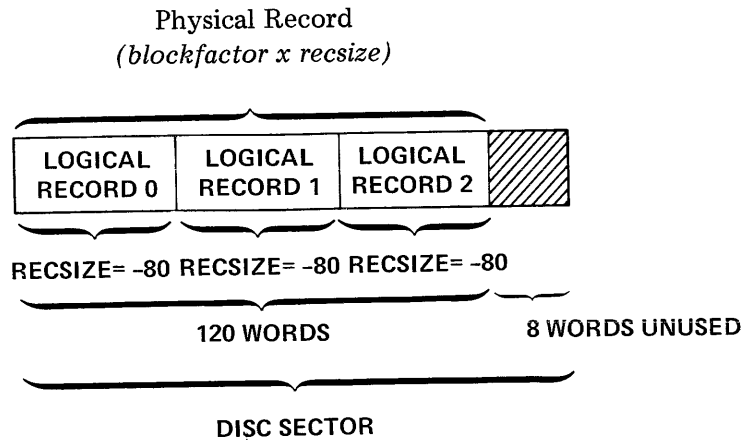 Physical Record
(blockfactor x recsize)
LOGICAL RECORD 0
LOGICAL RECORD 1
LOGICAL RECORD 2
RECSIZE= -80 RECSIZE= -80 RECSIZE= -80
120 WORDS
8 WORDS UNUSED
DISC SECTOR